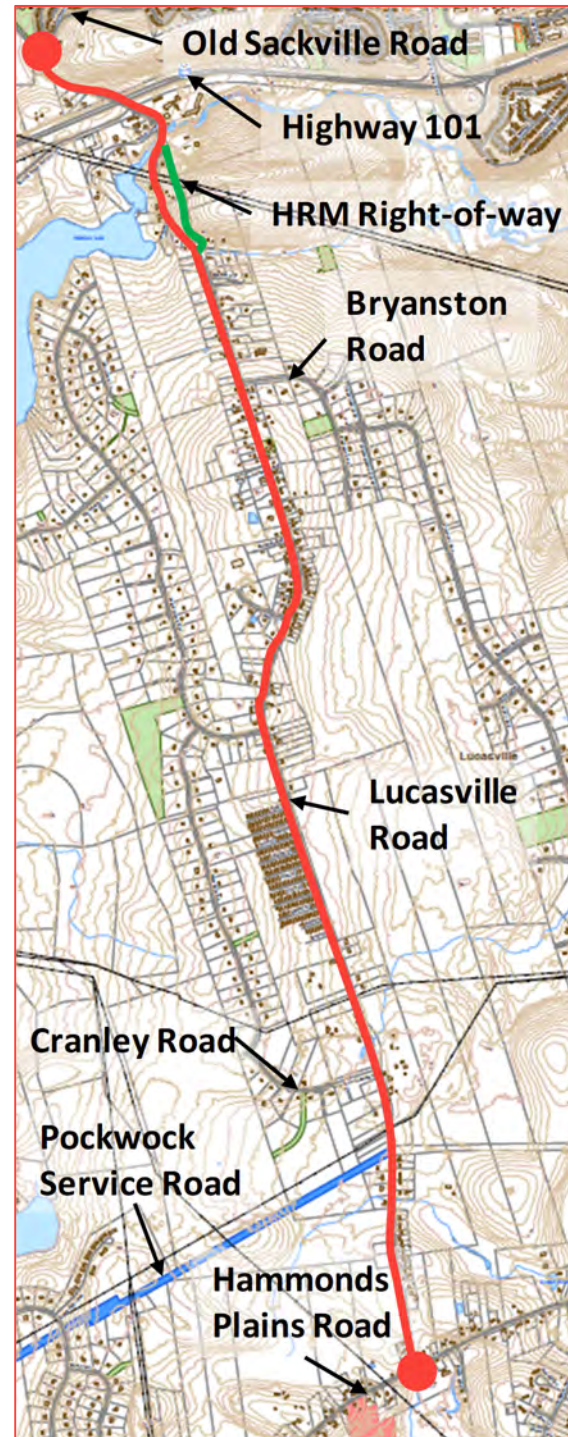 Old Sackville Road
Highway 101
HRM Right-of-way
Bryanston
Road
Lucasville
Lucasville
Road
Cranley Road
Pockwock
Service Road
Hammonds
Plains Road